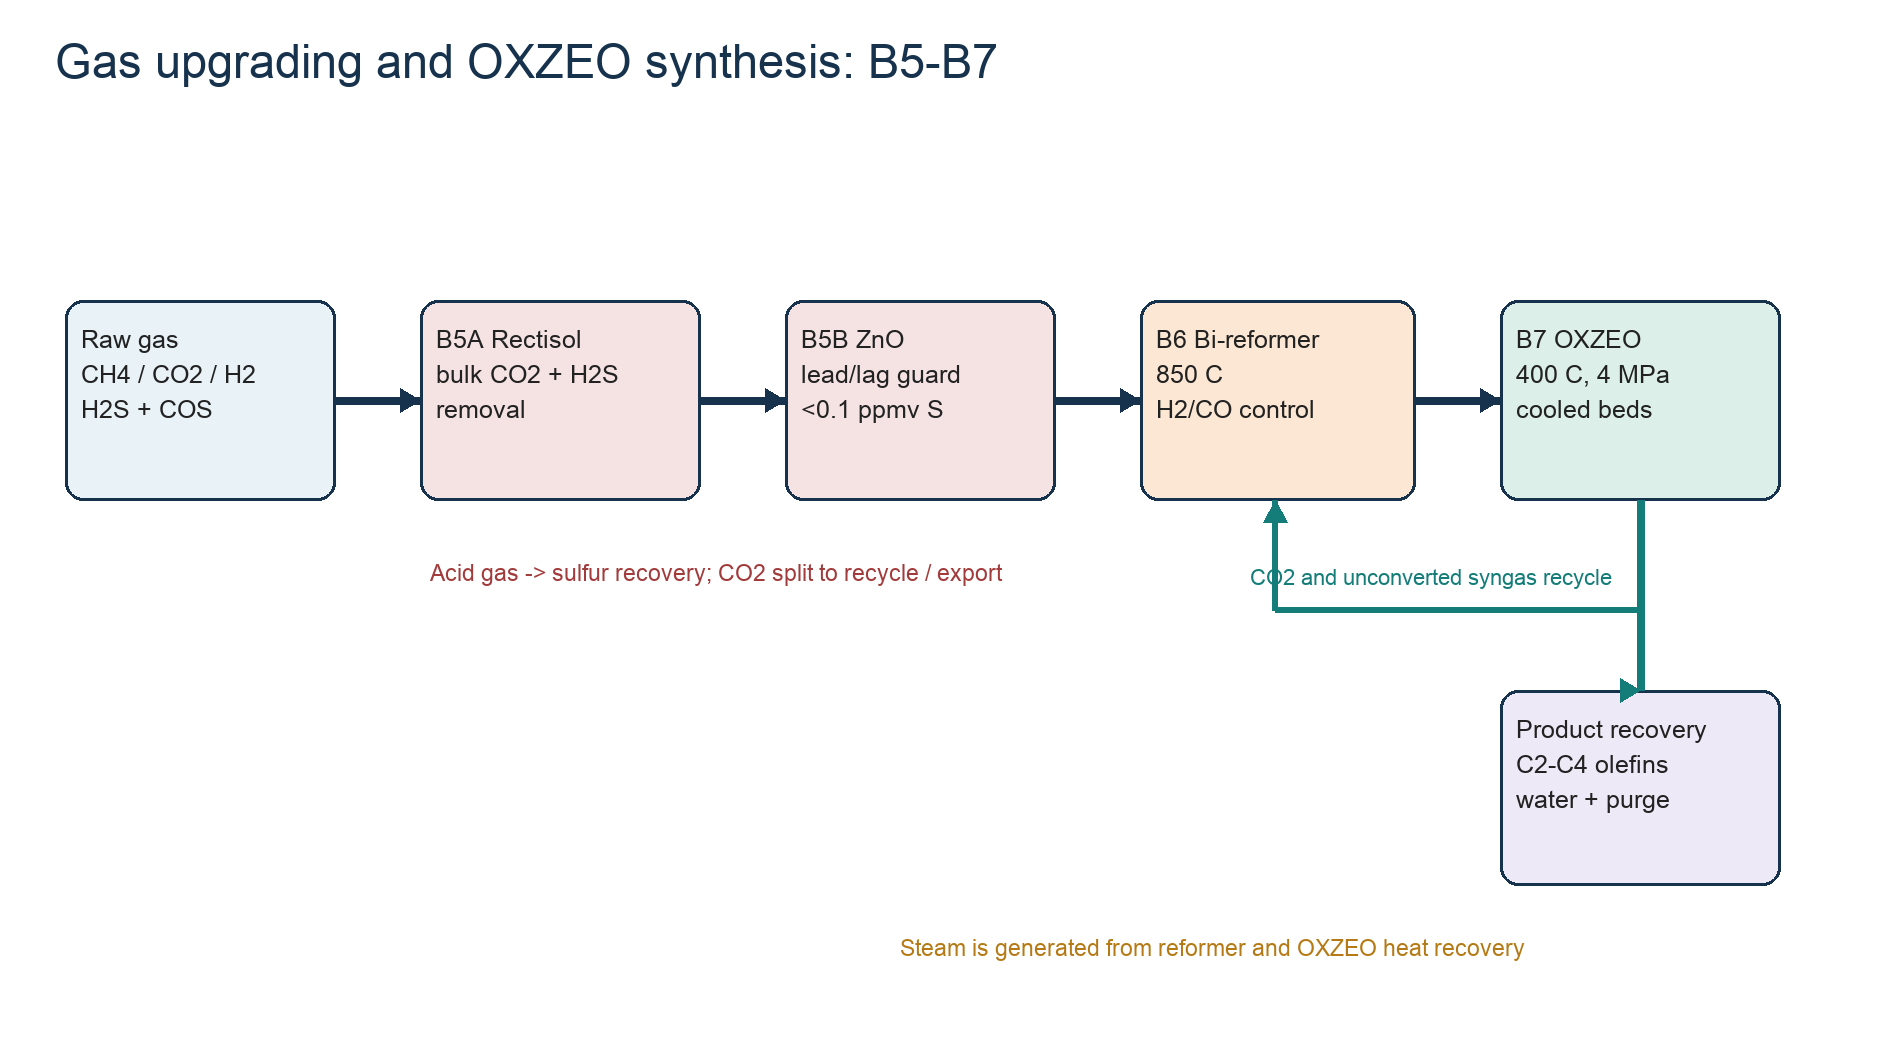 Gas upgrading and OXZEO synthesis: B5-B7
Raw gas
CH4 / CO2 / H2
H2S + COS
B5A Rectisol
bulk CO2 + H2S
removal
B5B ZnO
lead/lag guard
<0.1 ppmv S
B6 Bi-reformer
850 C
H2/CO control
B7 OXZEO
400 C, 4 MPa
cooled beds
Acid gas -> sulfur recovery; CO2 split to recycle / export
CO2 and unconverted syngas recycle
Product recovery
C2-C4 olefins
water + purge
Steam is generated from reformer and OXZEO heat recovery